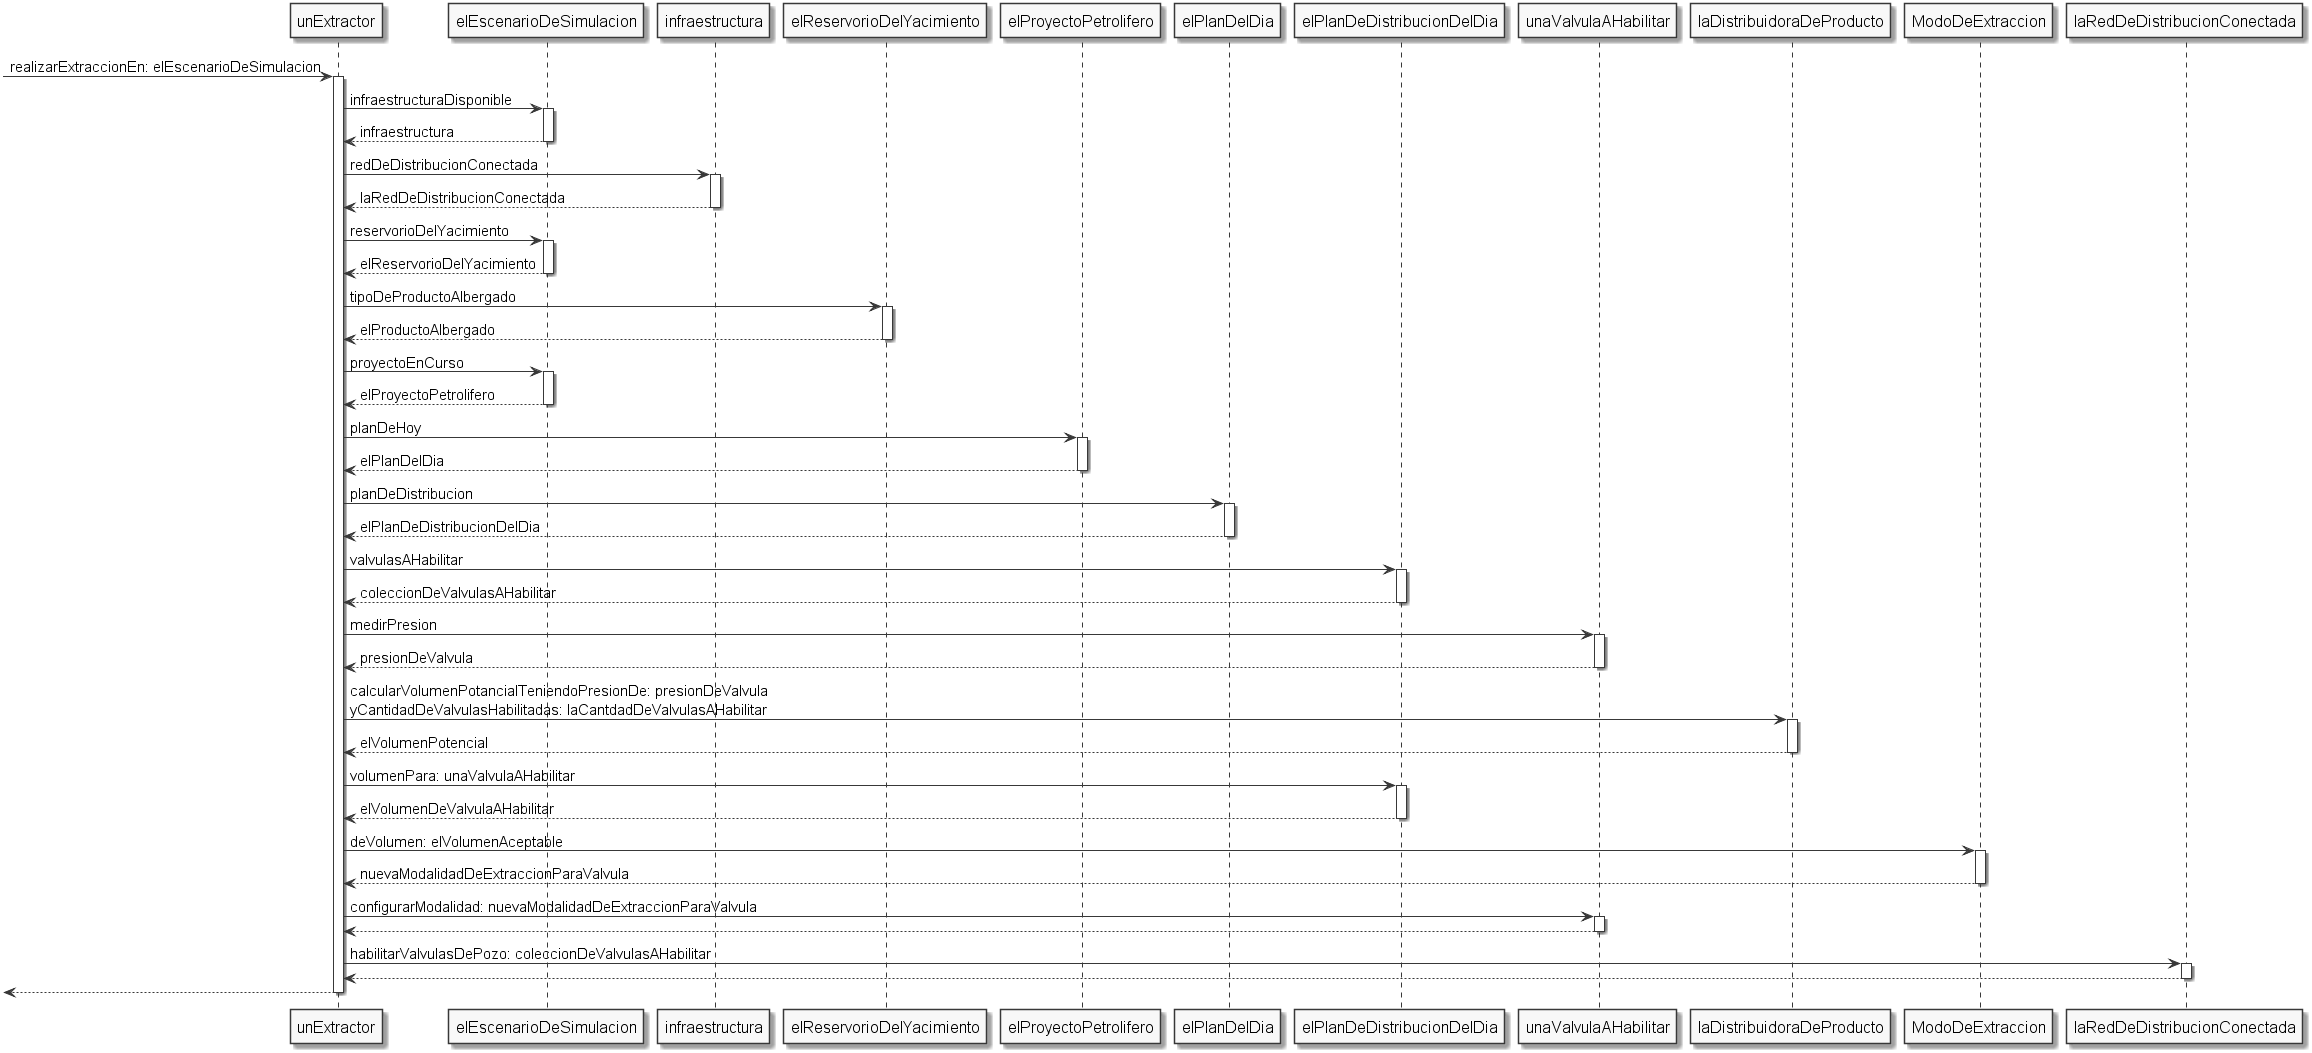 unExtractor
elEscenarioDeSimulacion
infraestructura
elReservorioDelYacimiento
elProyectoPetrolifero
elPlanDelDia
elPlanDeDistribucionDelDia
unaValvulaAHabilitar
laDistribuidoraDeProducto
ModoDeExtraccion
laRedDeDistribucionConectada
realizarExtraccionEn: elEscenarioDeSimulacion
infraestructuraDisponible
infraestructura
redDeDistribucionConectada
laRedDeDistribucionConectada
reservorioDelYacimiento
elReservorioDelYacimiento
tipoDeProductoAlbergado
elProductoAlbergado
proyectoEnCurso
elProyectoPetrolifero
planDeHoy
elPlanDelDia
planDeDistribucion
elPlanDeDistribucionDelDia
valvulasAHabilitar
coleccionDeValvulasAHabilitar
medirPresion
presionDeValvula
calcularVolumenPotancialTeniendoPresionDe: presionDeValvula
yCantidadDeValvulasHabilitadas: laCantdadDeValvulasAHabilitar
elVolumenPotencial
volumenPara: unaValvulaAHabilitar
elVolumenDeValvulaAHabilitar
deVolumen: elVolumenAceptable
nuevaModalidadDeExtraccionParaValvula
configurarModalidad: nuevaModalidadDeExtraccionParaValvula
habilitarValvulasDePozo: coleccionDeValvulasAHabilitar
unExtractor
elEscenarioDeSimulacion
infraestructura
elReservorioDelYacimiento
elProyectoPetrolifero
elPlanDelDia
elPlanDeDistribucionDelDia
unaValvulaAHabilitar
laDistribuidoraDeProducto
ModoDeExtraccion
laRedDeDistribucionConectada